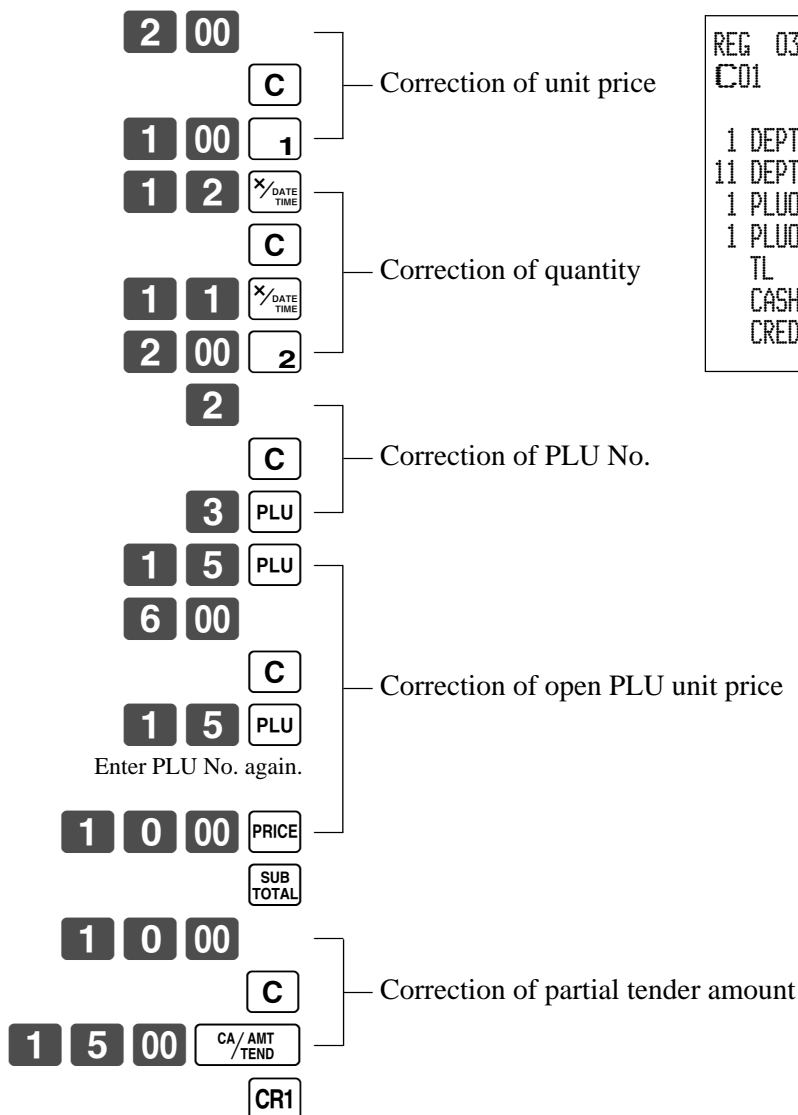 2 00
C
1 00 1
Correction of unit price
1 2 ×/DATE TIME
C
1 1 ×/DATE TIME
2 00 2
Correction of quantity
2
C
3 PLU
Correction of PLU No.
1 5 PLU
6 00
C
1 5 PLU
Enter PLU No. again.
1 0 00 PRICE
Correction of open PLU unit price
SUB
TOTAL
1 0 00
C
1 5 00 CA/AMT TEND
Correction of partial tender amount
CR1
REG 03
C01
1 DEPT
11 DEPT
1 PLU0
1 PLU0
TL
CASH
CRED